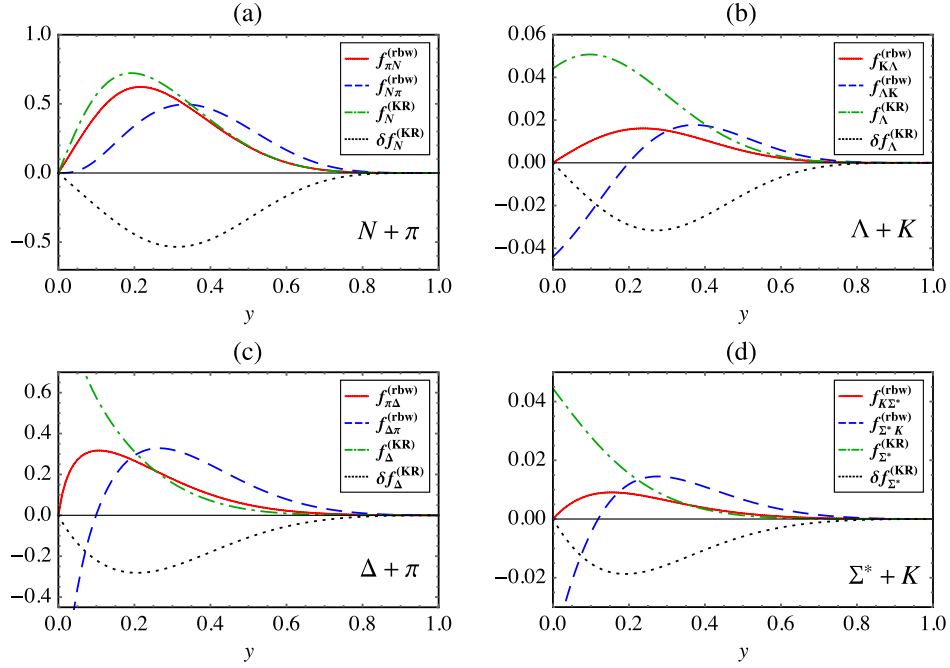 (a)
1.0
0.5
0.0
−0.5
f_{πN}^{(rbw)}
f_{Nπ}^{(rbw)}
f_N^{(KR)}
δf_N^{(KR)}
N + π
0.0 0.2 0.4 0.6 0.8 1.0
y
(b)
0.06
0.04
0.02
0.00
−0.02
−0.04
f_{KΛ}^{(rbw)}
f_{ΛK}^{(rbw)}
f_Λ^{(KR)}
δf_Λ^{(KR)}
Λ + K
0.0 0.2 0.4 0.6 0.8 1.0
y
(c)
0.6
0.4
0.2
0.0
−0.2
−0.4
f_{πΔ}^{(rbw)}
f_{Δπ}^{(rbw)}
f_Δ^{(KR)}
δf_Δ^{(KR)}
Δ + π
0.0 0.2 0.4 0.6 0.8 1.0
y
(d)
0.04
0.02
0.00
−0.02
f_{KΣ*}^{(rbw)}
f_{Σ*K}^{(rbw)}
f_{Σ*}^{(KR)}
δf_{Σ*}^{(KR)}
Σ* + K
0.0 0.2 0.4 0.6 0.8 1.0
y